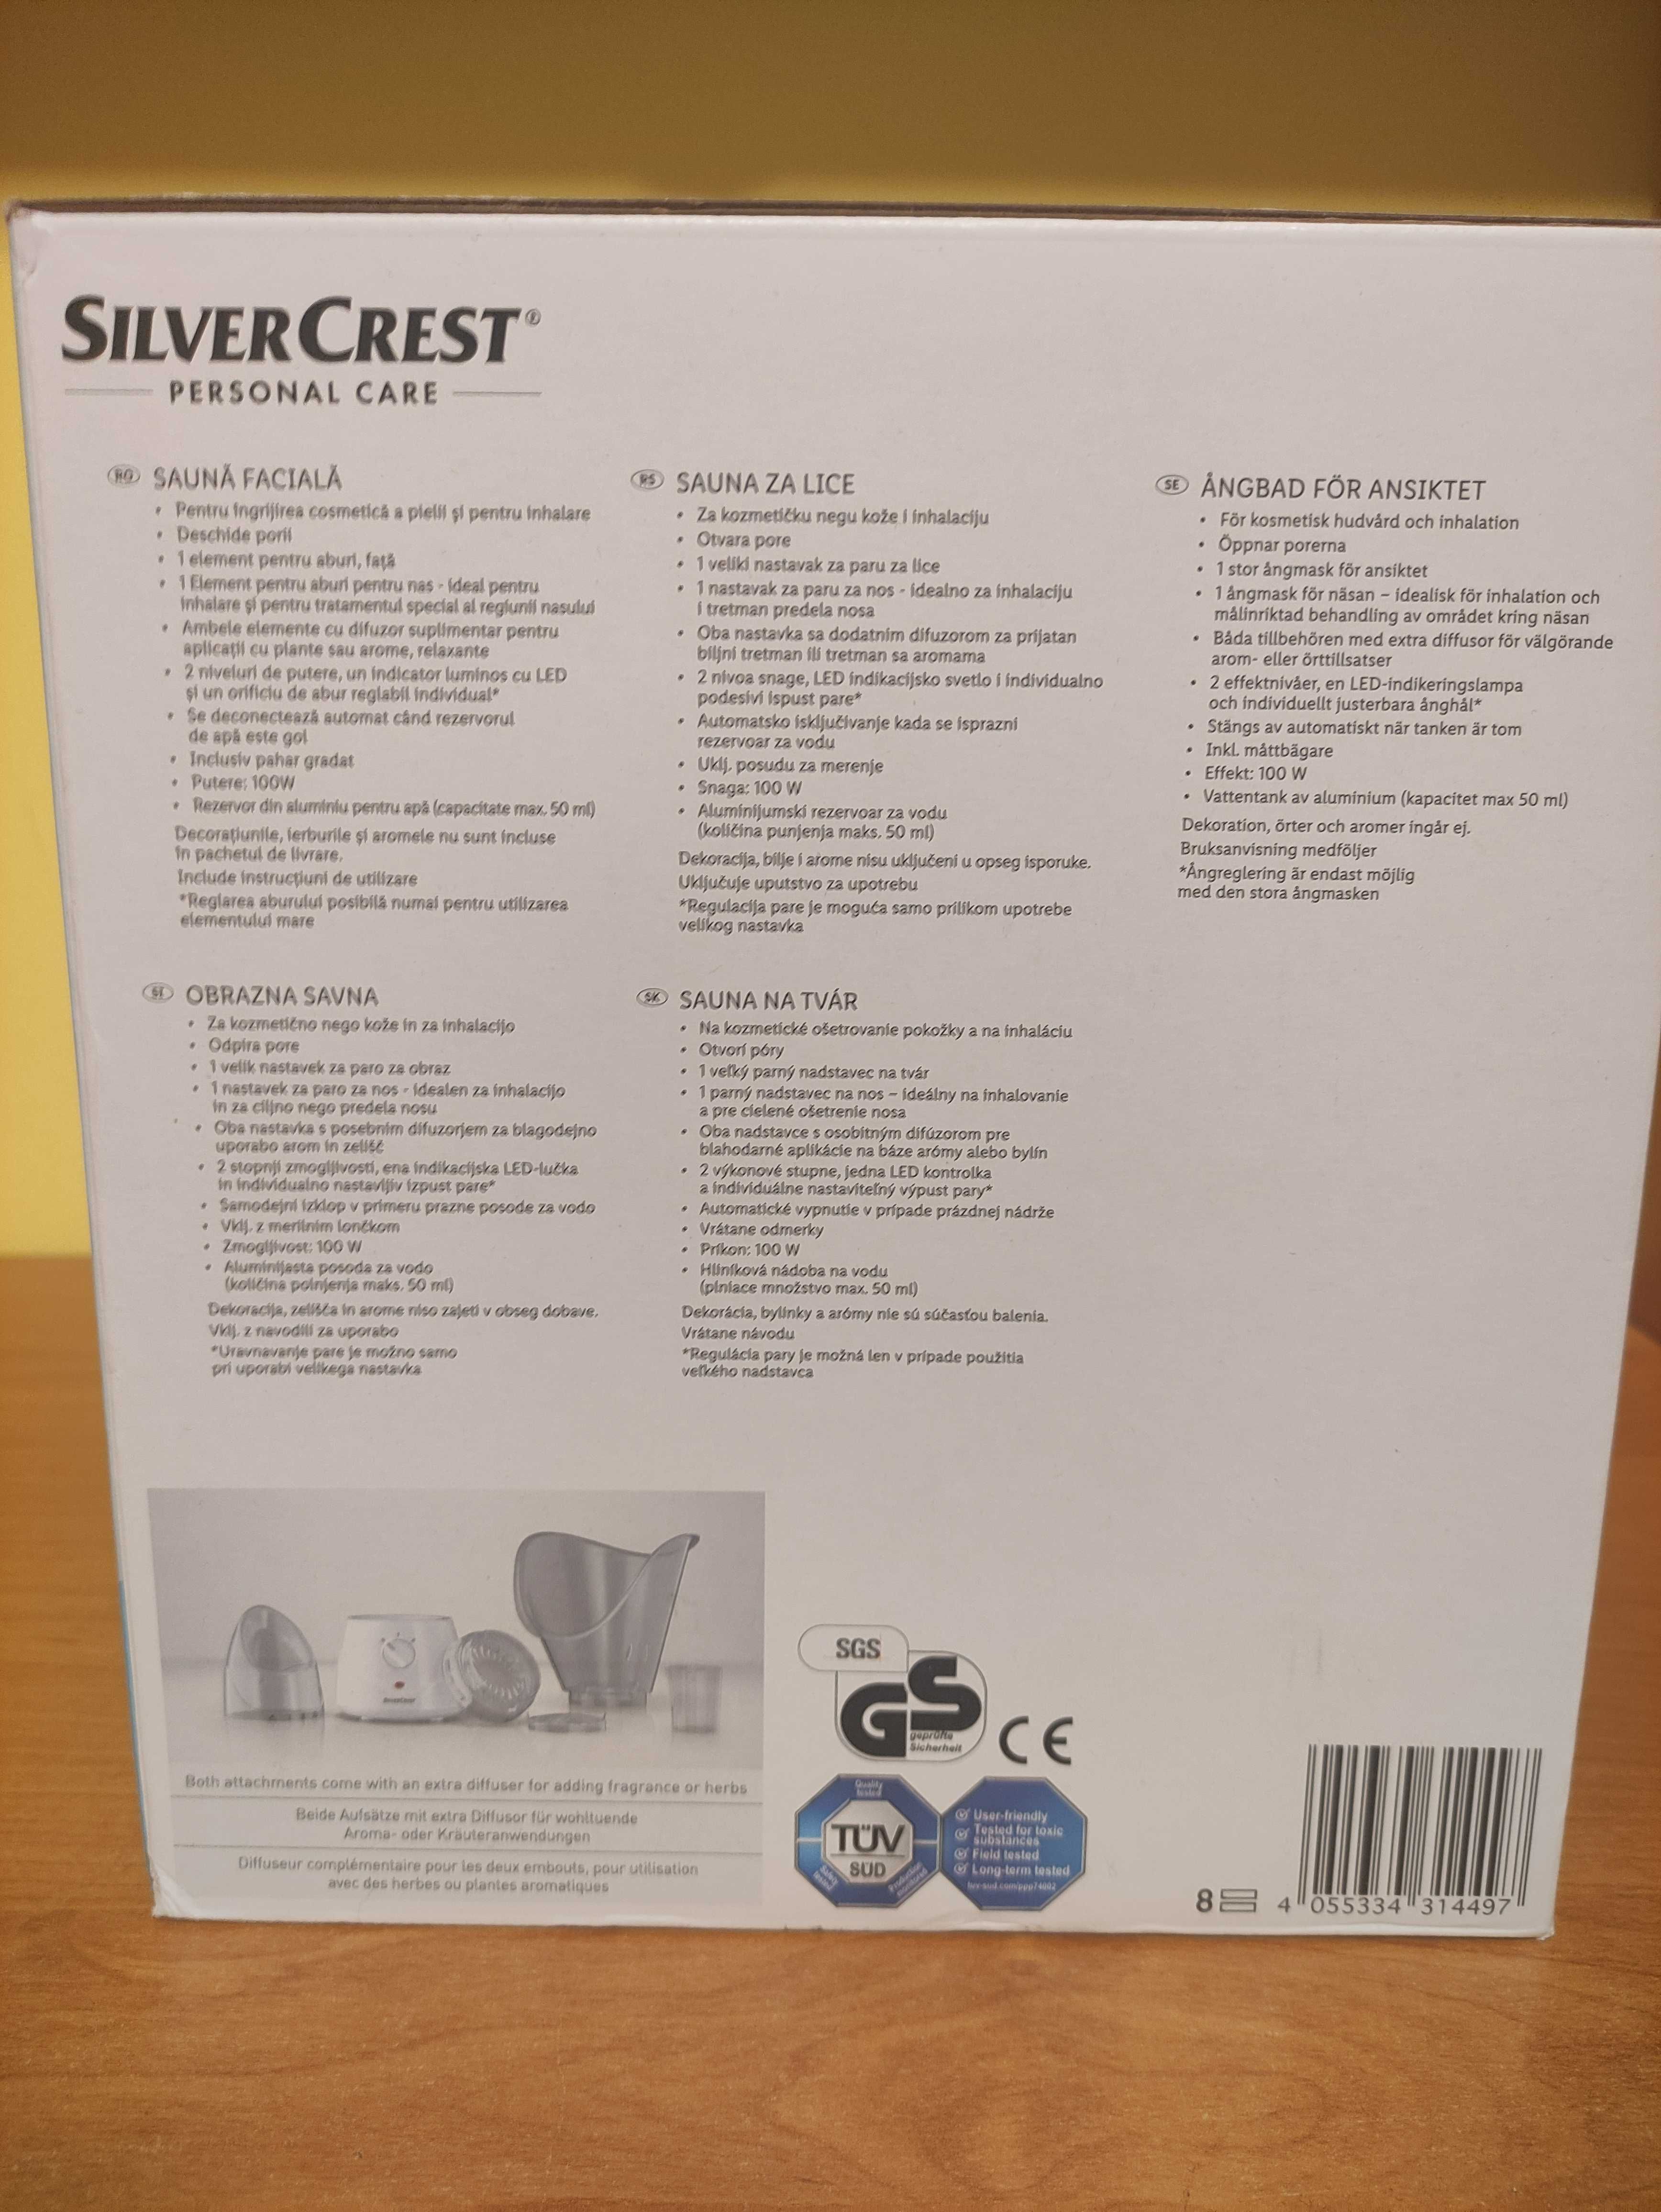 SILVERCREST®
PERSONAL CARE
RO SAUNĂ FACIALĂ
• Pentru îngrijirea cosmetică a pielii și pentru inhalare
• Deschide porii
• 1 element pentru aburi, față
• 1 Element pentru aburi pentru nas - ideal pentru
inhalare și pentru tratamentul special al regiunii nasului
• Ambele elemente cu difuzor suplimentar pentru
aplicații cu plante sau arome, relaxante
• 2 niveluri de putere, un indicator luminos cu LED
și un orificiu de abur reglabil individual*
• Se deconectează automat când rezervorul
de apă este gol
• Inclusiv pahar gradat
• Putere: 100W
• Rezervor din aluminiu pentru apă (capacitate max. 50 ml)
Decorațiunile, ierburile și aromele nu sunt incluse
în pachetul de livrare.
Include instrucțiuni de utilizare
*Reglarea aburului posibilă numai pentru utilizarea
elementului mare
RS SAUNA ZA LICE
• Za kozmetičku negu kože i inhalaciju
• Otvara pore
• 1 veliki nastavak za paru za lice
• 1 nastavak za paru za nos - idealno za inhalaciju
i tretman predela nosa
• Oba nastavka sa dodatnim difuzorom za prijatan
biljni tretman ili tretman sa aromama
• 2 nivoa snage, LED indikacijsko svetlo i individualno
podesivi ispust pare*
• Automatsko isključivanje kada se isprazni
rezervoar za vodu
• Uklj. posudu za merenje
• Snaga: 100 W
• Aluminijumski rezervoar za vodu
(količina punjenja maks. 50 ml)
Dekoracija, bilje i arome nisu uključeni u opseg isporuke.
Uključuje uputstvo za upotrebu
*Regulacija pare je moguća samo prilikom upotrebe
velikog nastavka
SE ÅNGBAD FÖR ANSIKTET
• För kosmetisk hudvård och inhalation
• Öppnar porerna
• 1 stor ångmask för ansiktet
• 1 ångmask för näsan – idealisk för inhalation och
målinriktad behandling av området kring näsan
• Båda tillbehören med extra diffusor för välgörande
arom- eller örttillsatser
• 2 effektnivåer, en LED-indikeringslampa
och individuellt justerbara ånghål*
• Stängs av automatiskt när tanken är tom
• Inkl. måttbägare
• Effekt: 100 W
• Vattentank av aluminium (kapacitet max 50 ml)
Dekoration, örter och aromer ingår ej.
Bruksanvisning medföljer
*Ångreglering är endast möjlig
med den stora ångmasken
SI OBRAZNA SAVNA
• Za kozmetično nego kože in za inhalacijo
• Odpira pore
• 1 velik nastavek za paro za obraz
• 1 nastavek za paro za nos - idealen za inhalacijo
in za ciljno nego predela nosu
• Oba nastavka s posebnim difuzorjem za blagodejno
uporabo arom in zelišč
• 2 stopnji zmogljivosti, ena indikacijska LED-lučka
in individualno nastavljiv izpust pare*
• Samodejni izklop v primeru prazne posode za vodo
• Vklj. z merilnim lončkom
• Zmogljivost: 100 W
• Aluminijasta posoda za vodo
(količina polnjenja maks. 50 ml)
Dekoracija, zelišča in arome niso zajeti v obseg dobave.
Vklj. z navodili za uporabo
*Uravnavanje pare je možno samo
pri uporabi velikega nastavka
SK SAUNA NA TVÁR
• Na kozmetické ošetrovanie pokožky a na inhaláciu
• Otvorí póry
• 1 veľký parný nadstavec na tvár
• 1 parný nadstavec na nos – ideálny na inhalovanie
a pre cielené ošetrenie nosa
• Oba nadstavce s osobitným difúzorom pre
blahodarné aplikácie na báze arómy alebo bylín
• 2 výkonové stupne, jedna LED kontrolka
a individuálne nastaviteľný výpust pary*
• Automatické vypnutie v prípade prázdnej nádrže
• Vrátane odmerky
• Príkon: 100 W
• Hliníková nádoba na vodu
(plniace množstvo max. 50 ml)
Dekorácia, bylinky a arómy nie sú súčasťou balenia.
Vrátane návodu
*Regulácia pary je možná len v prípade použitia
veľkého nadstavca
SilverCrest
Both attachments come with an extra diffuser for adding fragrance or herbs
Beide Aufsätze mit extra Diffusor für wohltuende
Aroma- oder Kräuteranwendungen
Diffuseur complémentaire pour les deux embouts, pour utilisation
avec des herbes ou plantes aromatiques
SGS
GS
geprüfte
Sicherheit
CE
Quality
tested
TÜV
SÜD
Safety
tested
Production
monitored
User-friendly
Tested for toxic
substances
Field tested
Long-term tested
tuv-sud.com/ppp74002
8
4 055334 314497